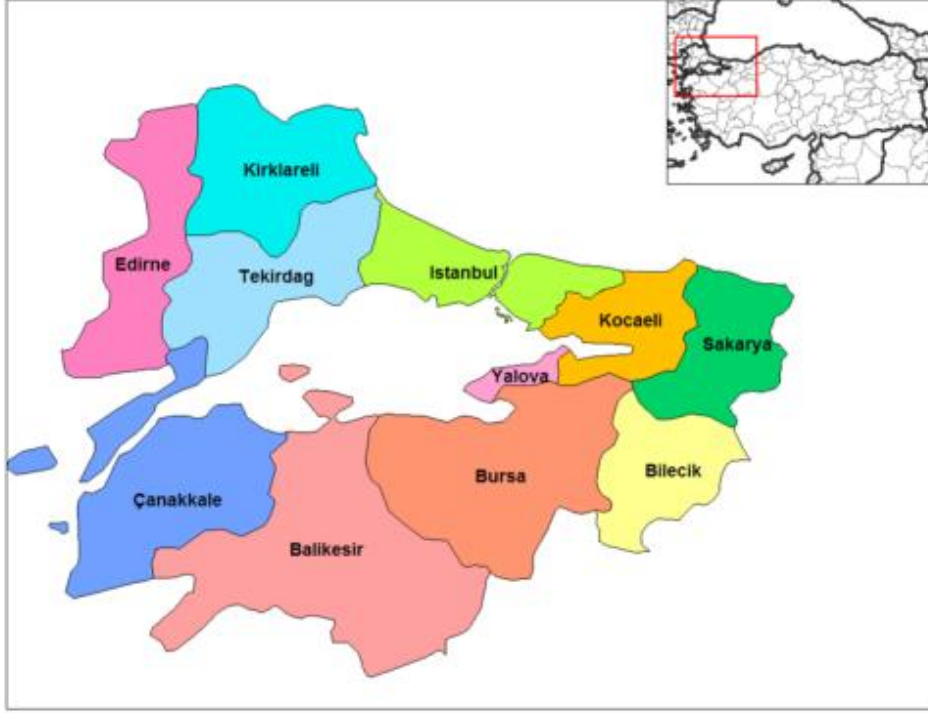 Kirklareli
Edirne
Tekirdag
Istanbul
Kocaeli
Sakarya
Yalova
Çanakkale
Bursa
Bilecik
Balikesir